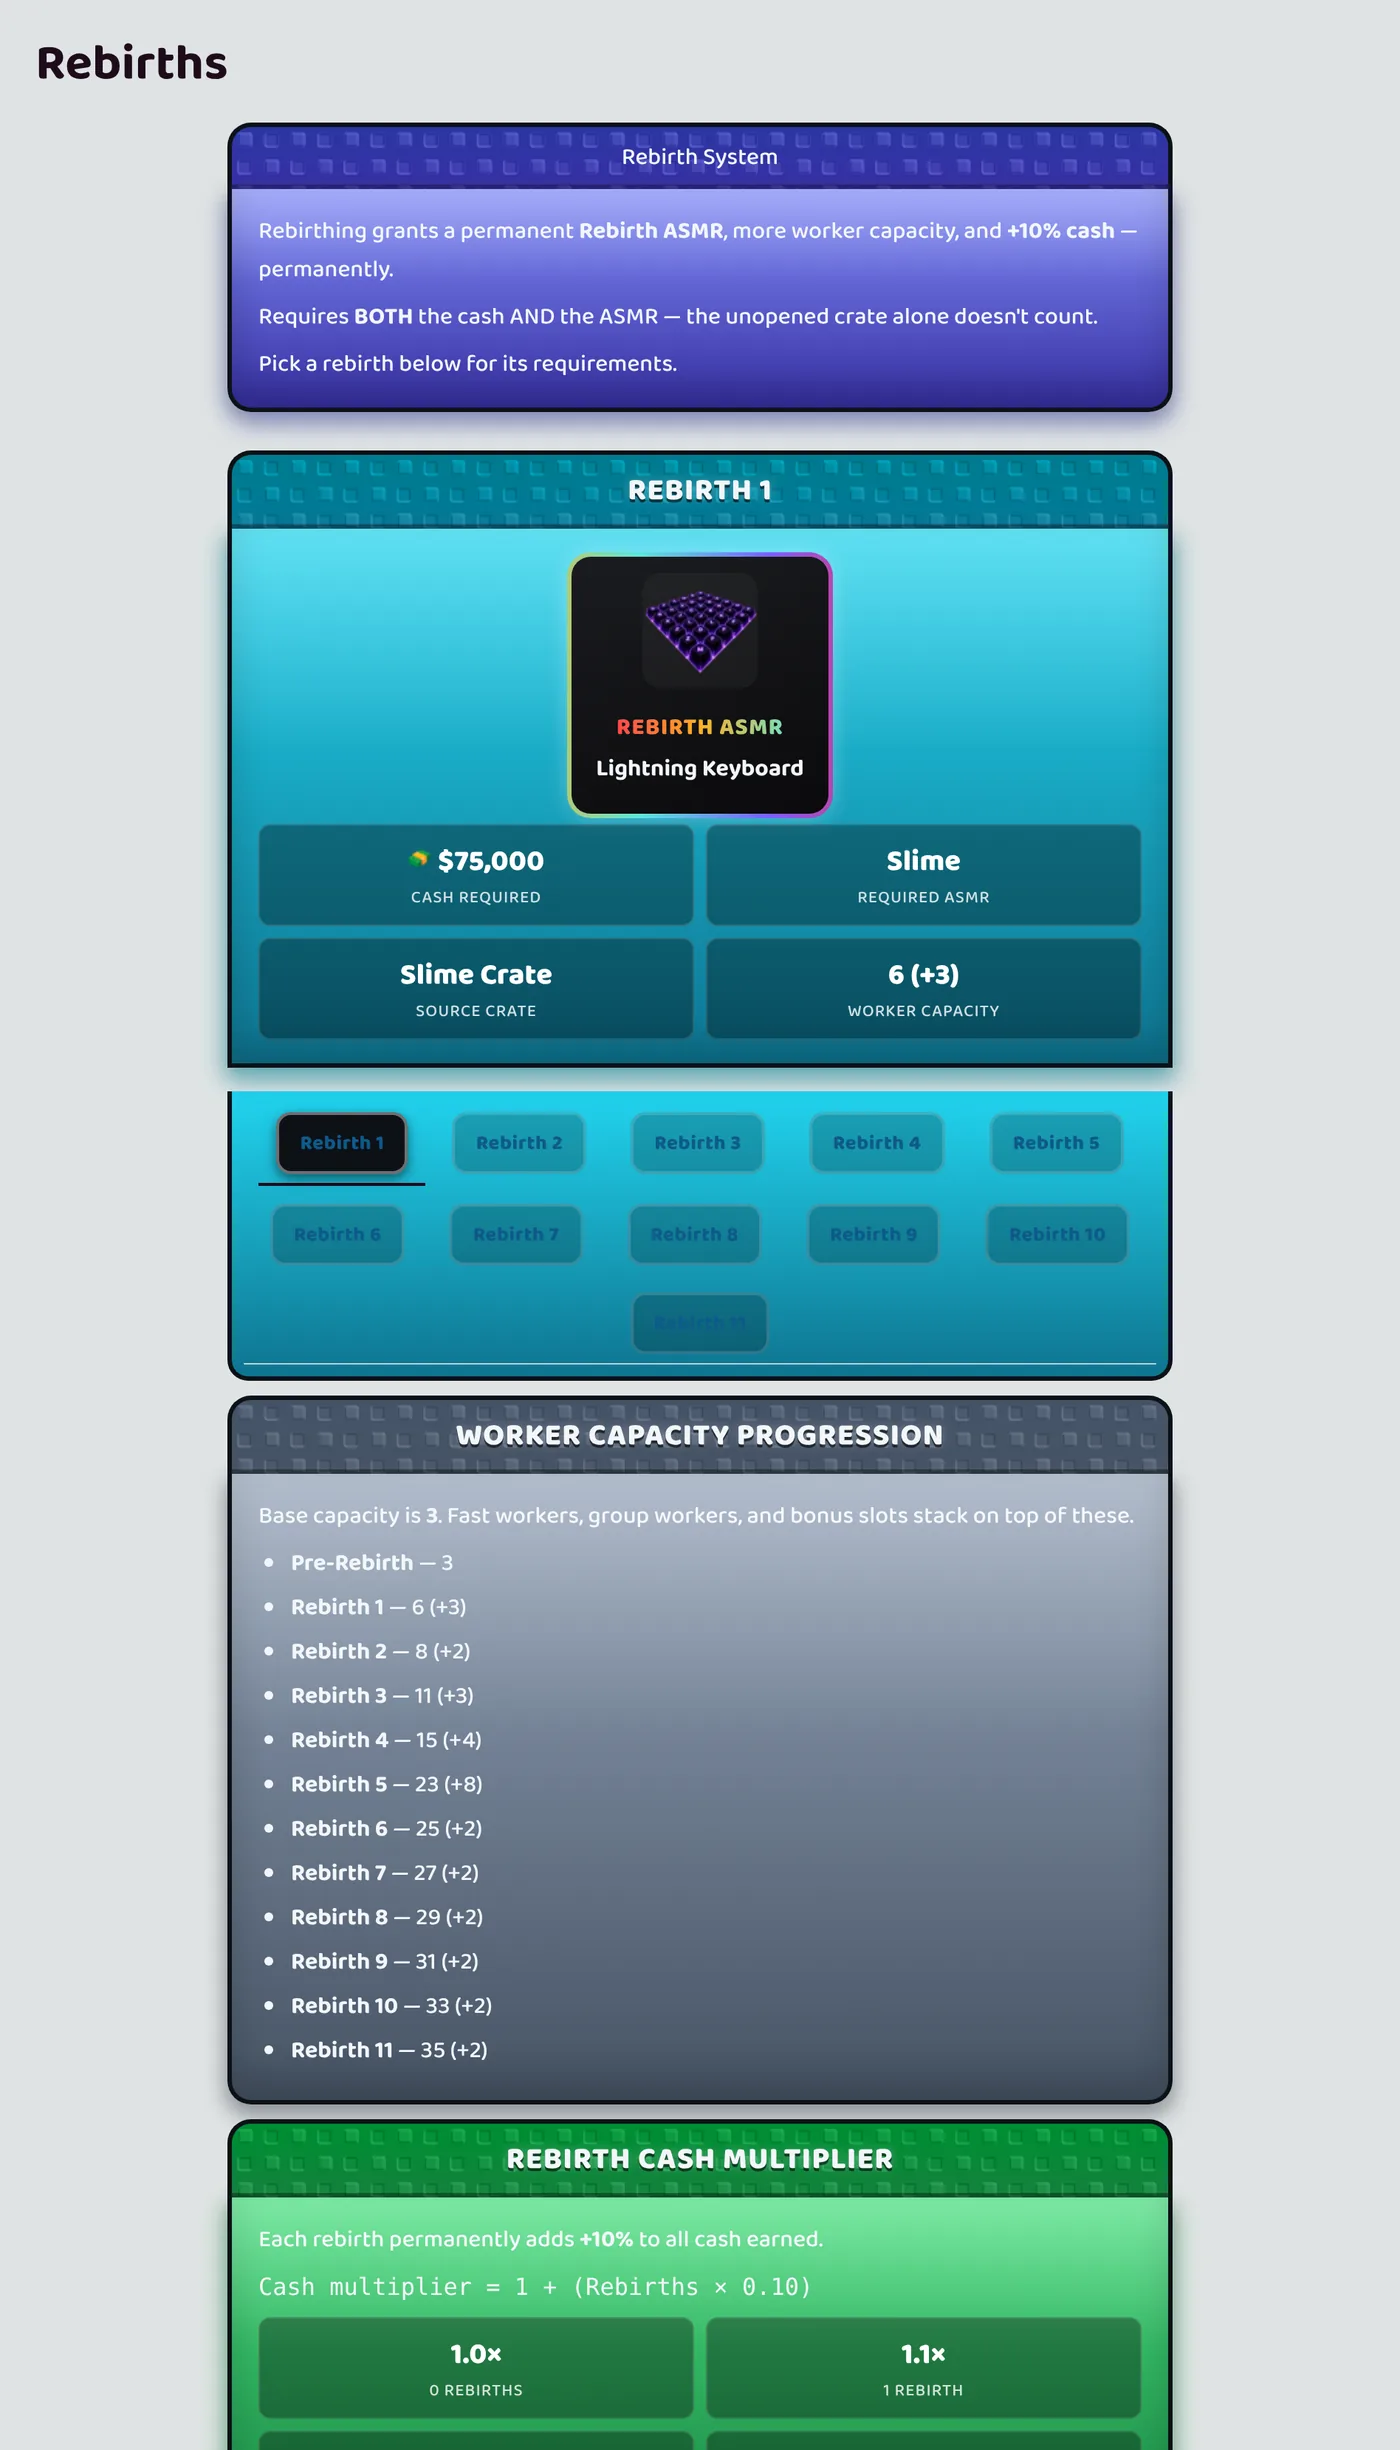 Rebirths
Rebirth System
Rebirthing grants a permanent Rebirth ASMR, more worker capacity, and +10% cash —
permanently.
Requires BOTH the cash AND the ASMR — the unopened crate alone doesn't count.
Pick a rebirth below for its requirements.
REBIRTH 1
REBIRTH ASMR
Lightning Keyboard
$75,000
CASH REQUIRED
Slime
REQUIRED ASMR
Slime Crate
SOURCE CRATE
6 (+3)
WORKER CAPACITY
Rebirth 1
Rebirth 2
Rebirth 3
Rebirth 4
Rebirth 5
Rebirth 6
Rebirth 7
Rebirth 8
Rebirth 9
Rebirth 10
Rebirth 11
WORKER CAPACITY PROGRESSION
Base capacity is 3. Fast workers, group workers, and bonus slots stack on top of these.
• Pre-Rebirth — 3
• Rebirth 1 — 6 (+3)
• Rebirth 2 — 8 (+2)
• Rebirth 3 — 11 (+3)
• Rebirth 4 — 15 (+4)
• Rebirth 5 — 23 (+8)
• Rebirth 6 — 25 (+2)
• Rebirth 7 — 27 (+2)
• Rebirth 8 — 29 (+2)
• Rebirth 9 — 31 (+2)
• Rebirth 10 — 33 (+2)
• Rebirth 11 — 35 (+2)
REBIRTH CASH MULTIPLIER
Each rebirth permanently adds +10% to all cash earned.
Cash multiplier = 1 + (Rebirths × 0.10)
1.0×
0 REBIRTHS
1.1×
1 REBIRTH